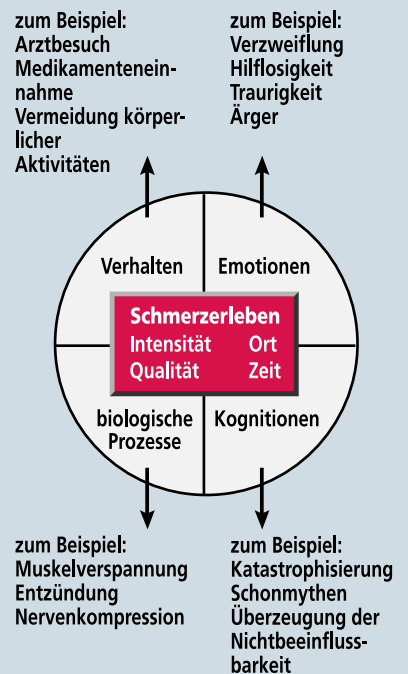 zum Beispiel:
Arztbesuch
Medikamentenein-
nahme
Vermeidung körper-
licher
Aktivitäten
zum Beispiel:
Verzweiflung
Hilflosigkeit
Traurigkeit
Ärger
Verhalten
Emotionen
Schmerzerleben
Intensität Ort
Qualität Zeit
biologische
Prozesse
Kognitionen
zum Beispiel:
Muskelverspannung
Entzündung
Nervenkompression
zum Beispiel:
Katastrophisierung
Schonmythen
Überzeugung der
Nichtbeeinfluss-
barkeit